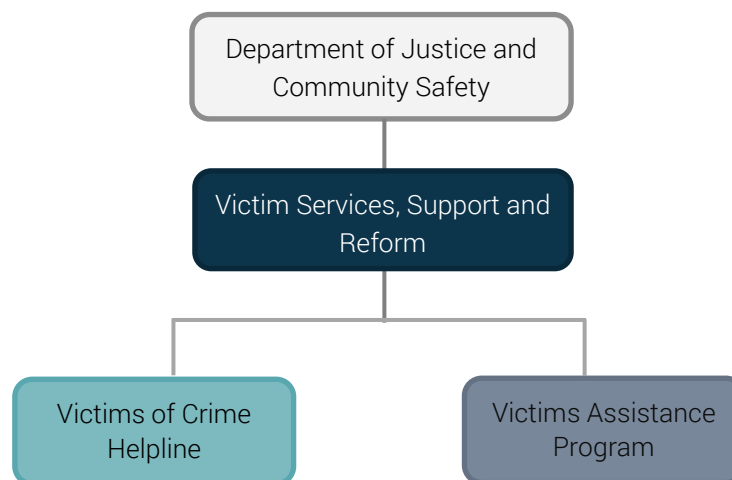 Department of Justice and
Community Safety
Victim Services, Support and
Reform
Victims of Crime
Helpline
Victims Assistance
Program